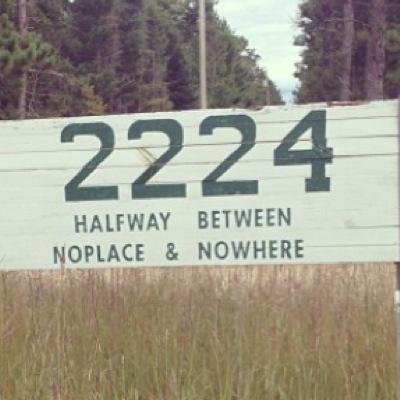 2224
HALFWAY BETWEEN
NOPLACE & NOWHERE